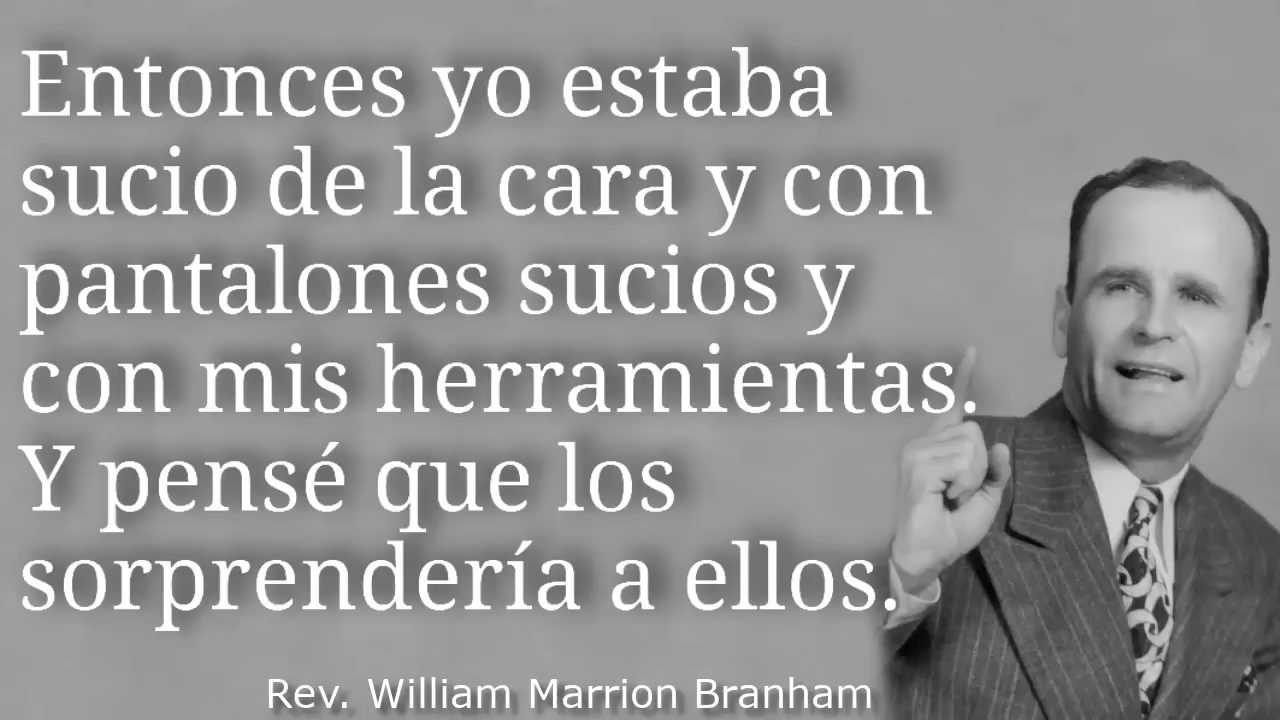 Entonces yo estaba
sucio de la cara y con
pantalones sucios y
con mis herramientas.
Y pensé que los
sorprendería a ellos.
Rev. William Marrion Branham